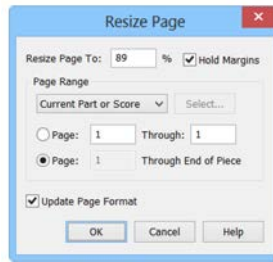 Resize Page
Resize Page To: 89 % Hold Margins
Page Range
Current Part or Score Select...
Page: 1 Through: 1
Page: 1 Through End of Piece
Update Page Format
OK Cancel Help